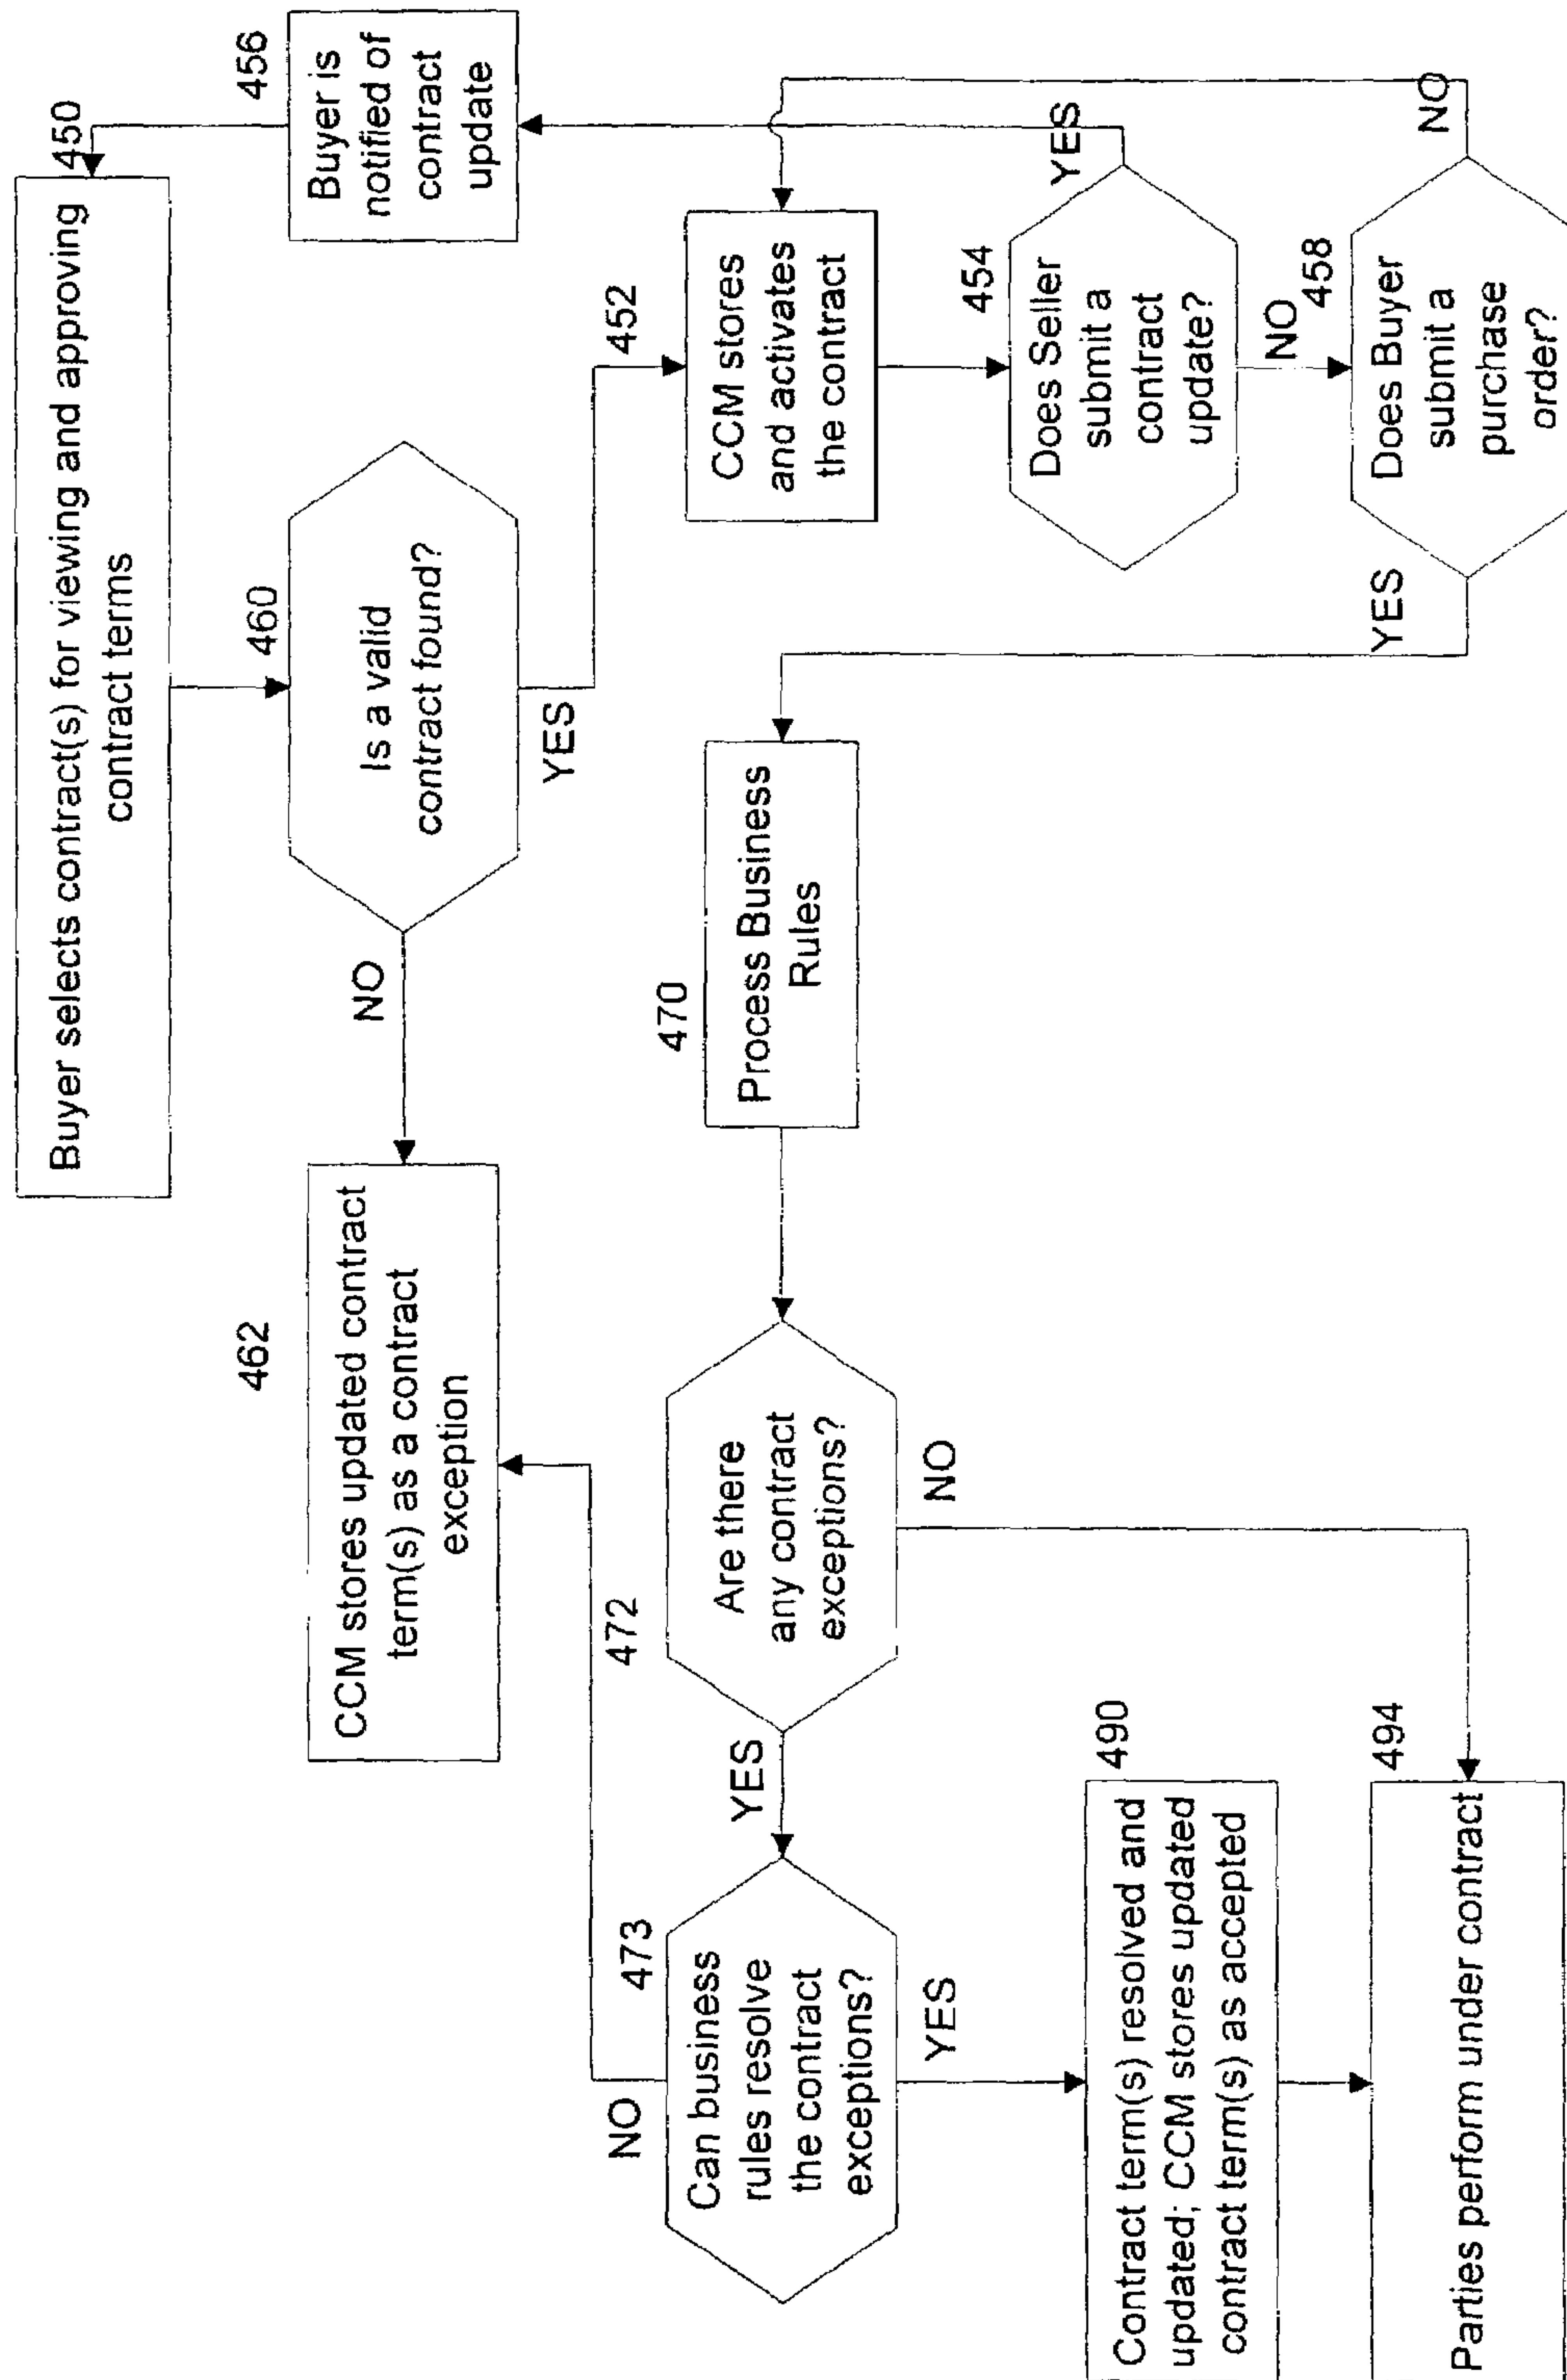 450
Buyer selects contract(s) for viewing and approving
contract terms
456
Buyer is
notified of
contract
update
460
Is a valid
contract found?
NO
YES
462
CCM stores updated contract
term(s) as a contract
exception
452
CCM stores
and activates
the contract
454
Does Seller
submit a
contract
update?
YES
NO
458
Does Buyer
submit a
purchase
order?
YES
NO
470
Process Business
Rules
472
Are there
any contract
exceptions?
YES
NO
473
Can business
rules resolve
the contract
exceptions?
NO
YES
490
Contract term(s) resolved and
updated; CCM stores updated
contract term(s) as accepted
494
Parties perform under contract